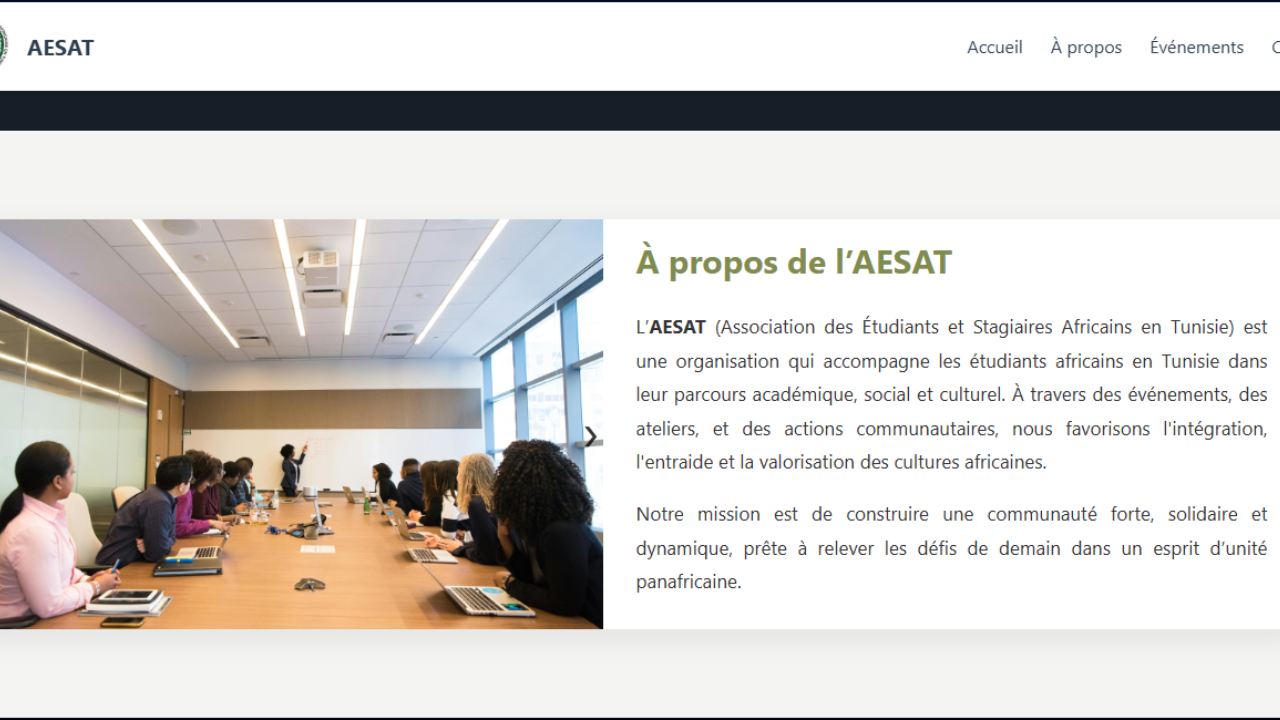 AESAT
Accueil À propos Événements
À propos de l’AESAT
L’AESAT (Association des Étudiants et Stagiaires Africains en Tunisie) est
une organisation qui accompagne les étudiants africains en Tunisie dans
leur parcours académique, social et culturel. À travers des événements, des
ateliers, et des actions communautaires, nous favorisons l'intégration,
l'entraide et la valorisation des cultures africaines.
Notre mission est de construire une communauté forte, solidaire et
dynamique, prête à relever les défis de demain dans un esprit d’unité
panafricaine.